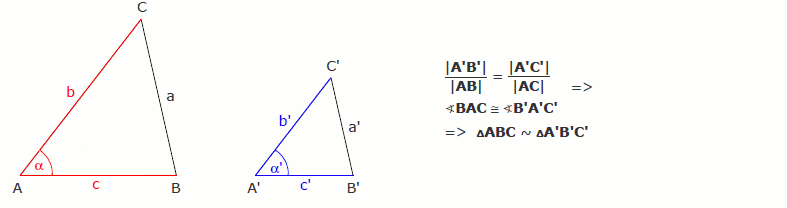 C
b
a
α
A
c
B
C'
b'
a'
α'
A'
c'
B'
|A'B'| / |AB| = |A'C'| / |AC| =>
∢BAC ≅ ∢B'A'C'
=> ΔABC ~ ΔA'B'C'